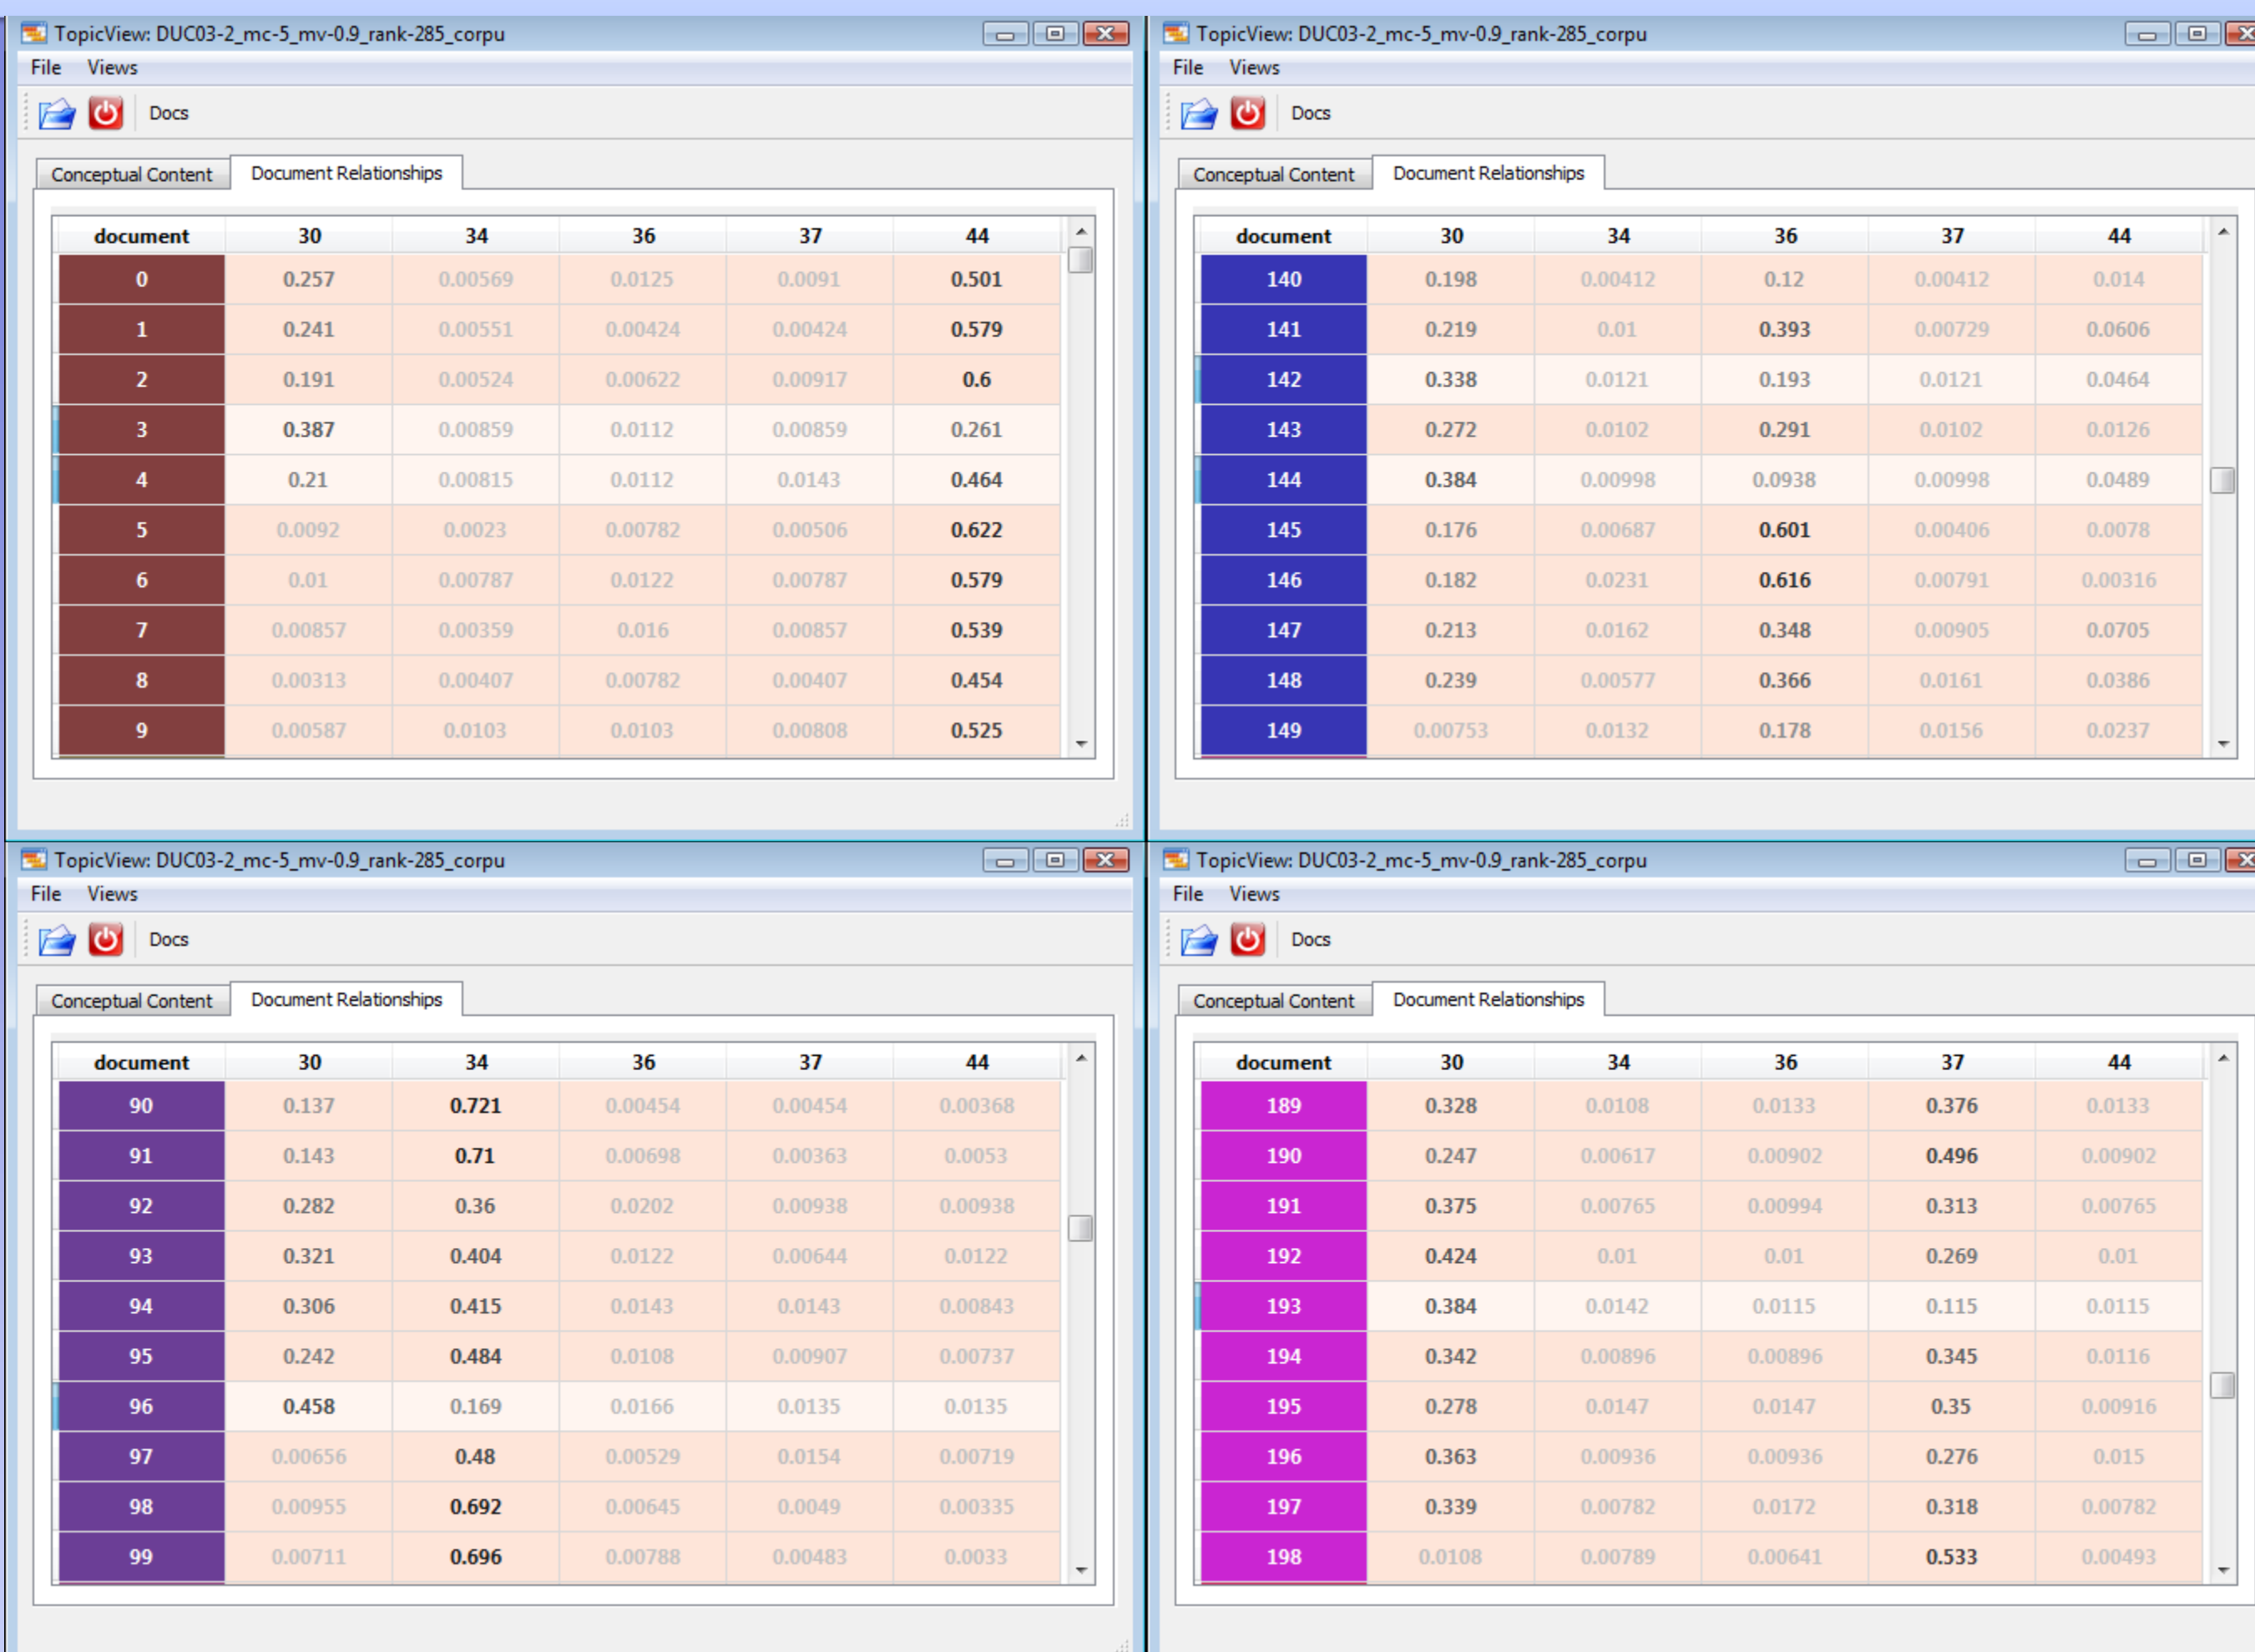 TopicView: DUC03-2_mc-5_mv-0.9_rank-285_corpu
File Views
Docs
Conceptual Content Document Relationships
document 30 34 36 37 44
0 0.257 0.00569 0.0125 0.0091 0.501
1 0.241 0.00551 0.00424 0.00424 0.579
2 0.191 0.00524 0.00622 0.00917 0.6
3 0.387 0.00859 0.0112 0.00859 0.261
4 0.21 0.00815 0.0112 0.0143 0.464
5 0.0092 0.0023 0.00782 0.00506 0.622
6 0.01 0.00787 0.0122 0.00787 0.579
7 0.00857 0.00359 0.016 0.00857 0.539
8 0.00313 0.00407 0.00782 0.00407 0.454
9 0.00587 0.0103 0.0103 0.00808 0.525
TopicView: DUC03-2_mc-5_mv-0.9_rank-285_corpu
File Views
Docs
Conceptual Content Document Relationships
document 30 34 36 37 44
140 0.198 0.00412 0.12 0.00412 0.014
141 0.219 0.01 0.393 0.00729 0.0606
142 0.338 0.0121 0.193 0.0121 0.0464
143 0.272 0.0102 0.291 0.0102 0.0126
144 0.384 0.00998 0.0938 0.00998 0.0489
145 0.176 0.00687 0.601 0.00406 0.0078
146 0.182 0.0231 0.616 0.00791 0.00316
147 0.213 0.0162 0.348 0.00905 0.0705
148 0.239 0.00577 0.366 0.0161 0.0386
149 0.00753 0.0132 0.178 0.0156 0.0237
TopicView: DUC03-2_mc-5_mv-0.9_rank-285_corpu
File Views
Docs
Conceptual Content Document Relationships
document 30 34 36 37 44
90 0.137 0.721 0.00454 0.00454 0.00368
91 0.143 0.71 0.00698 0.00363 0.0053
92 0.282 0.36 0.0202 0.00938 0.00938
93 0.321 0.404 0.0122 0.00644 0.0122
94 0.306 0.415 0.0143 0.0143 0.00843
95 0.242 0.484 0.0108 0.00907 0.00737
96 0.458 0.169 0.0166 0.0135 0.0135
97 0.00656 0.48 0.00529 0.0154 0.00719
98 0.00955 0.692 0.00645 0.0049 0.00335
99 0.00711 0.696 0.00788 0.00483 0.0033
TopicView: DUC03-2_mc-5_mv-0.9_rank-285_corpu
File Views
Docs
Conceptual Content Document Relationships
document 30 34 36 37 44
189 0.328 0.0108 0.0133 0.376 0.0133
190 0.247 0.00617 0.00902 0.496 0.00902
191 0.375 0.00765 0.00994 0.313 0.00765
192 0.424 0.01 0.01 0.269 0.01
193 0.384 0.0142 0.0115 0.115 0.0115
194 0.342 0.00896 0.00896 0.345 0.0116
195 0.278 0.0147 0.0147 0.35 0.00916
196 0.363 0.00936 0.00936 0.276 0.015
197 0.339 0.00782 0.0172 0.318 0.00782
198 0.0108 0.00789 0.00641 0.533 0.00493